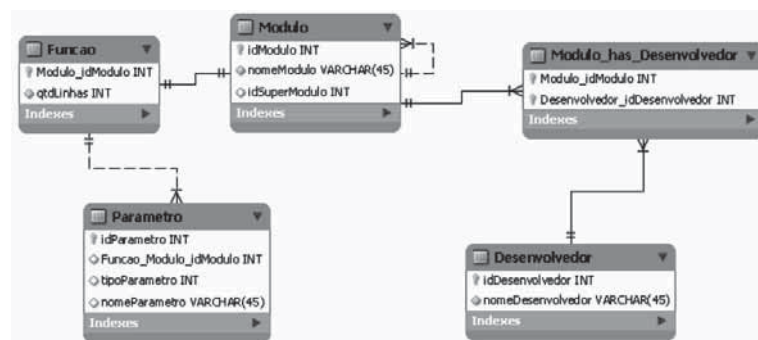 Funcao
Modulo_idModulo INT
qtdLinhas INT
Indexes
Modulo
idModulo INT
nomeModulo VARCHAR(45)
idSuperModulo INT
Indexes
Modulo_has_Desenvolvedor
Modulo_idModulo INT
Desenvolvedor_idDesenvolvedor INT
Indexes
Parametro
idParametro INT
Funcao_Modulo_idModulo INT
tipoParametro INT
nomeParametro VARCHAR(45)
Indexes
Desenvolvedor
idDesenvolvedor INT
nomeDesenvolvedor VARCHAR(45)
Indexes